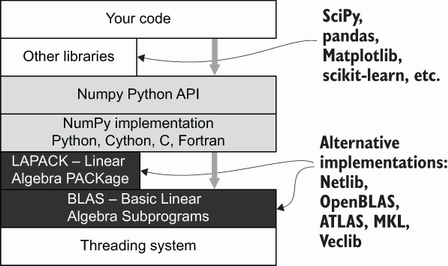 Your code
Other libraries
Numpy Python API
NumPy implementation
Python, Cython, C, Fortran
LAPACK – Linear
Algebra PACKage
BLAS – Basic Linear
Algebra Subprograms
Threading system
SciPy,
pandas,
Matplotlib,
scikit-learn, etc.
Alternative
implementations:
Netlib,
OpenBLAS,
ATLAS, MKL,
Veclib